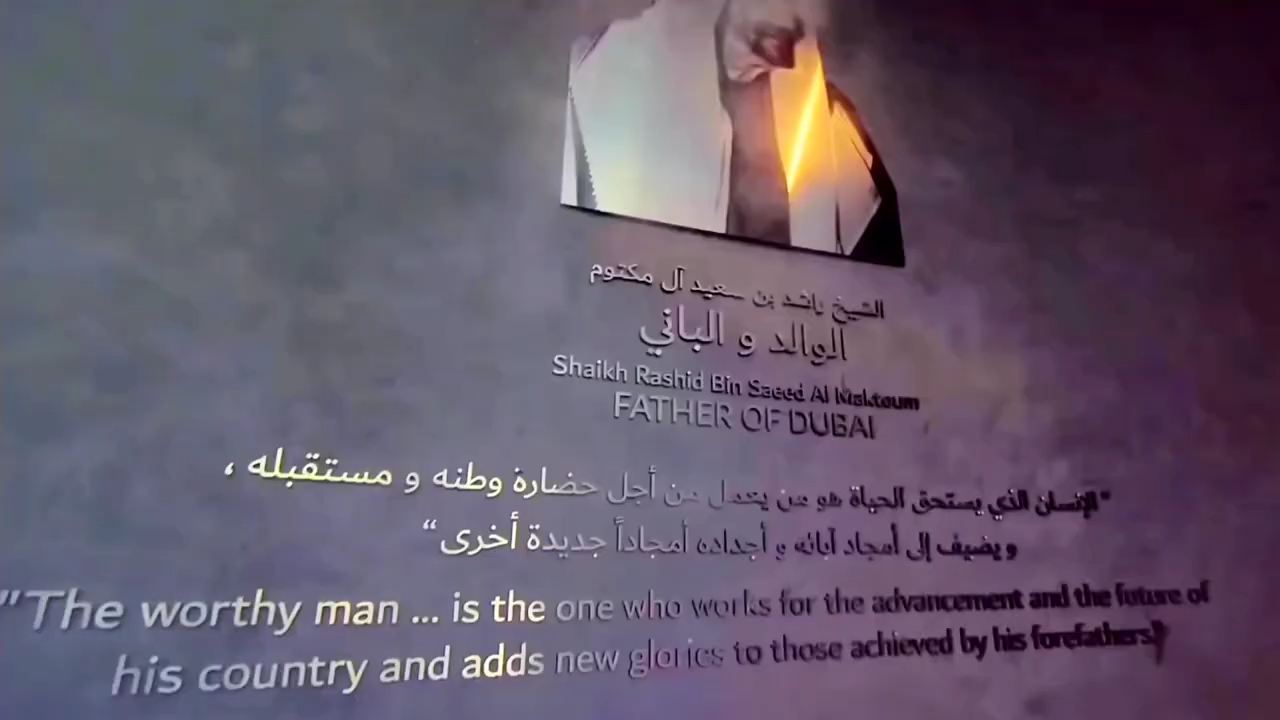 الشيخ راشد بن سعيد آل مكتوم
الوالد و الباني
Shaikh Rashid Bin Saeed Al Maktoum
FATHER OF DUBAI
"الإنسان الذي يستحق الحياة هو من يعمل من أجل حضارة وطنه و مستقبله ،
و يضيف إلى أمجاد آبائه و أجداده أمجاداً جديدة أخرى“
"The worthy man ... is the one who works for the advancement and the future of
his country and adds new glories to those achieved by his forefathers."